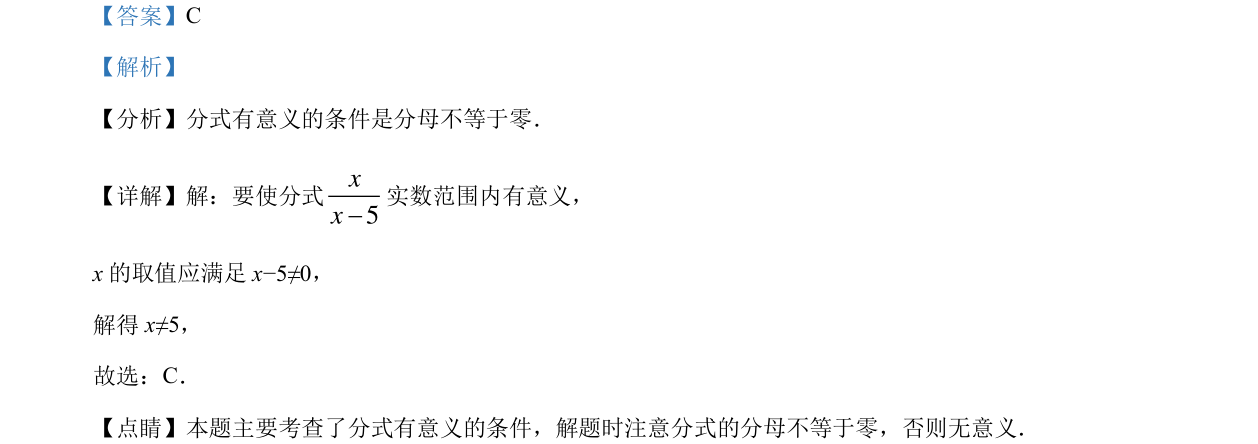 【答案】C
【解析】
【分析】分式有意义的条件是分母不等于零．
【详解】解：要使分式 x/(x−5) 实数范围内有意义，
x 的取值应满足 x−5≠0，
解得 x≠5，
故选：C．
【点睛】本题主要考查了分式有意义的条件，解题时注意分式的分母不等于零，否则无意义．